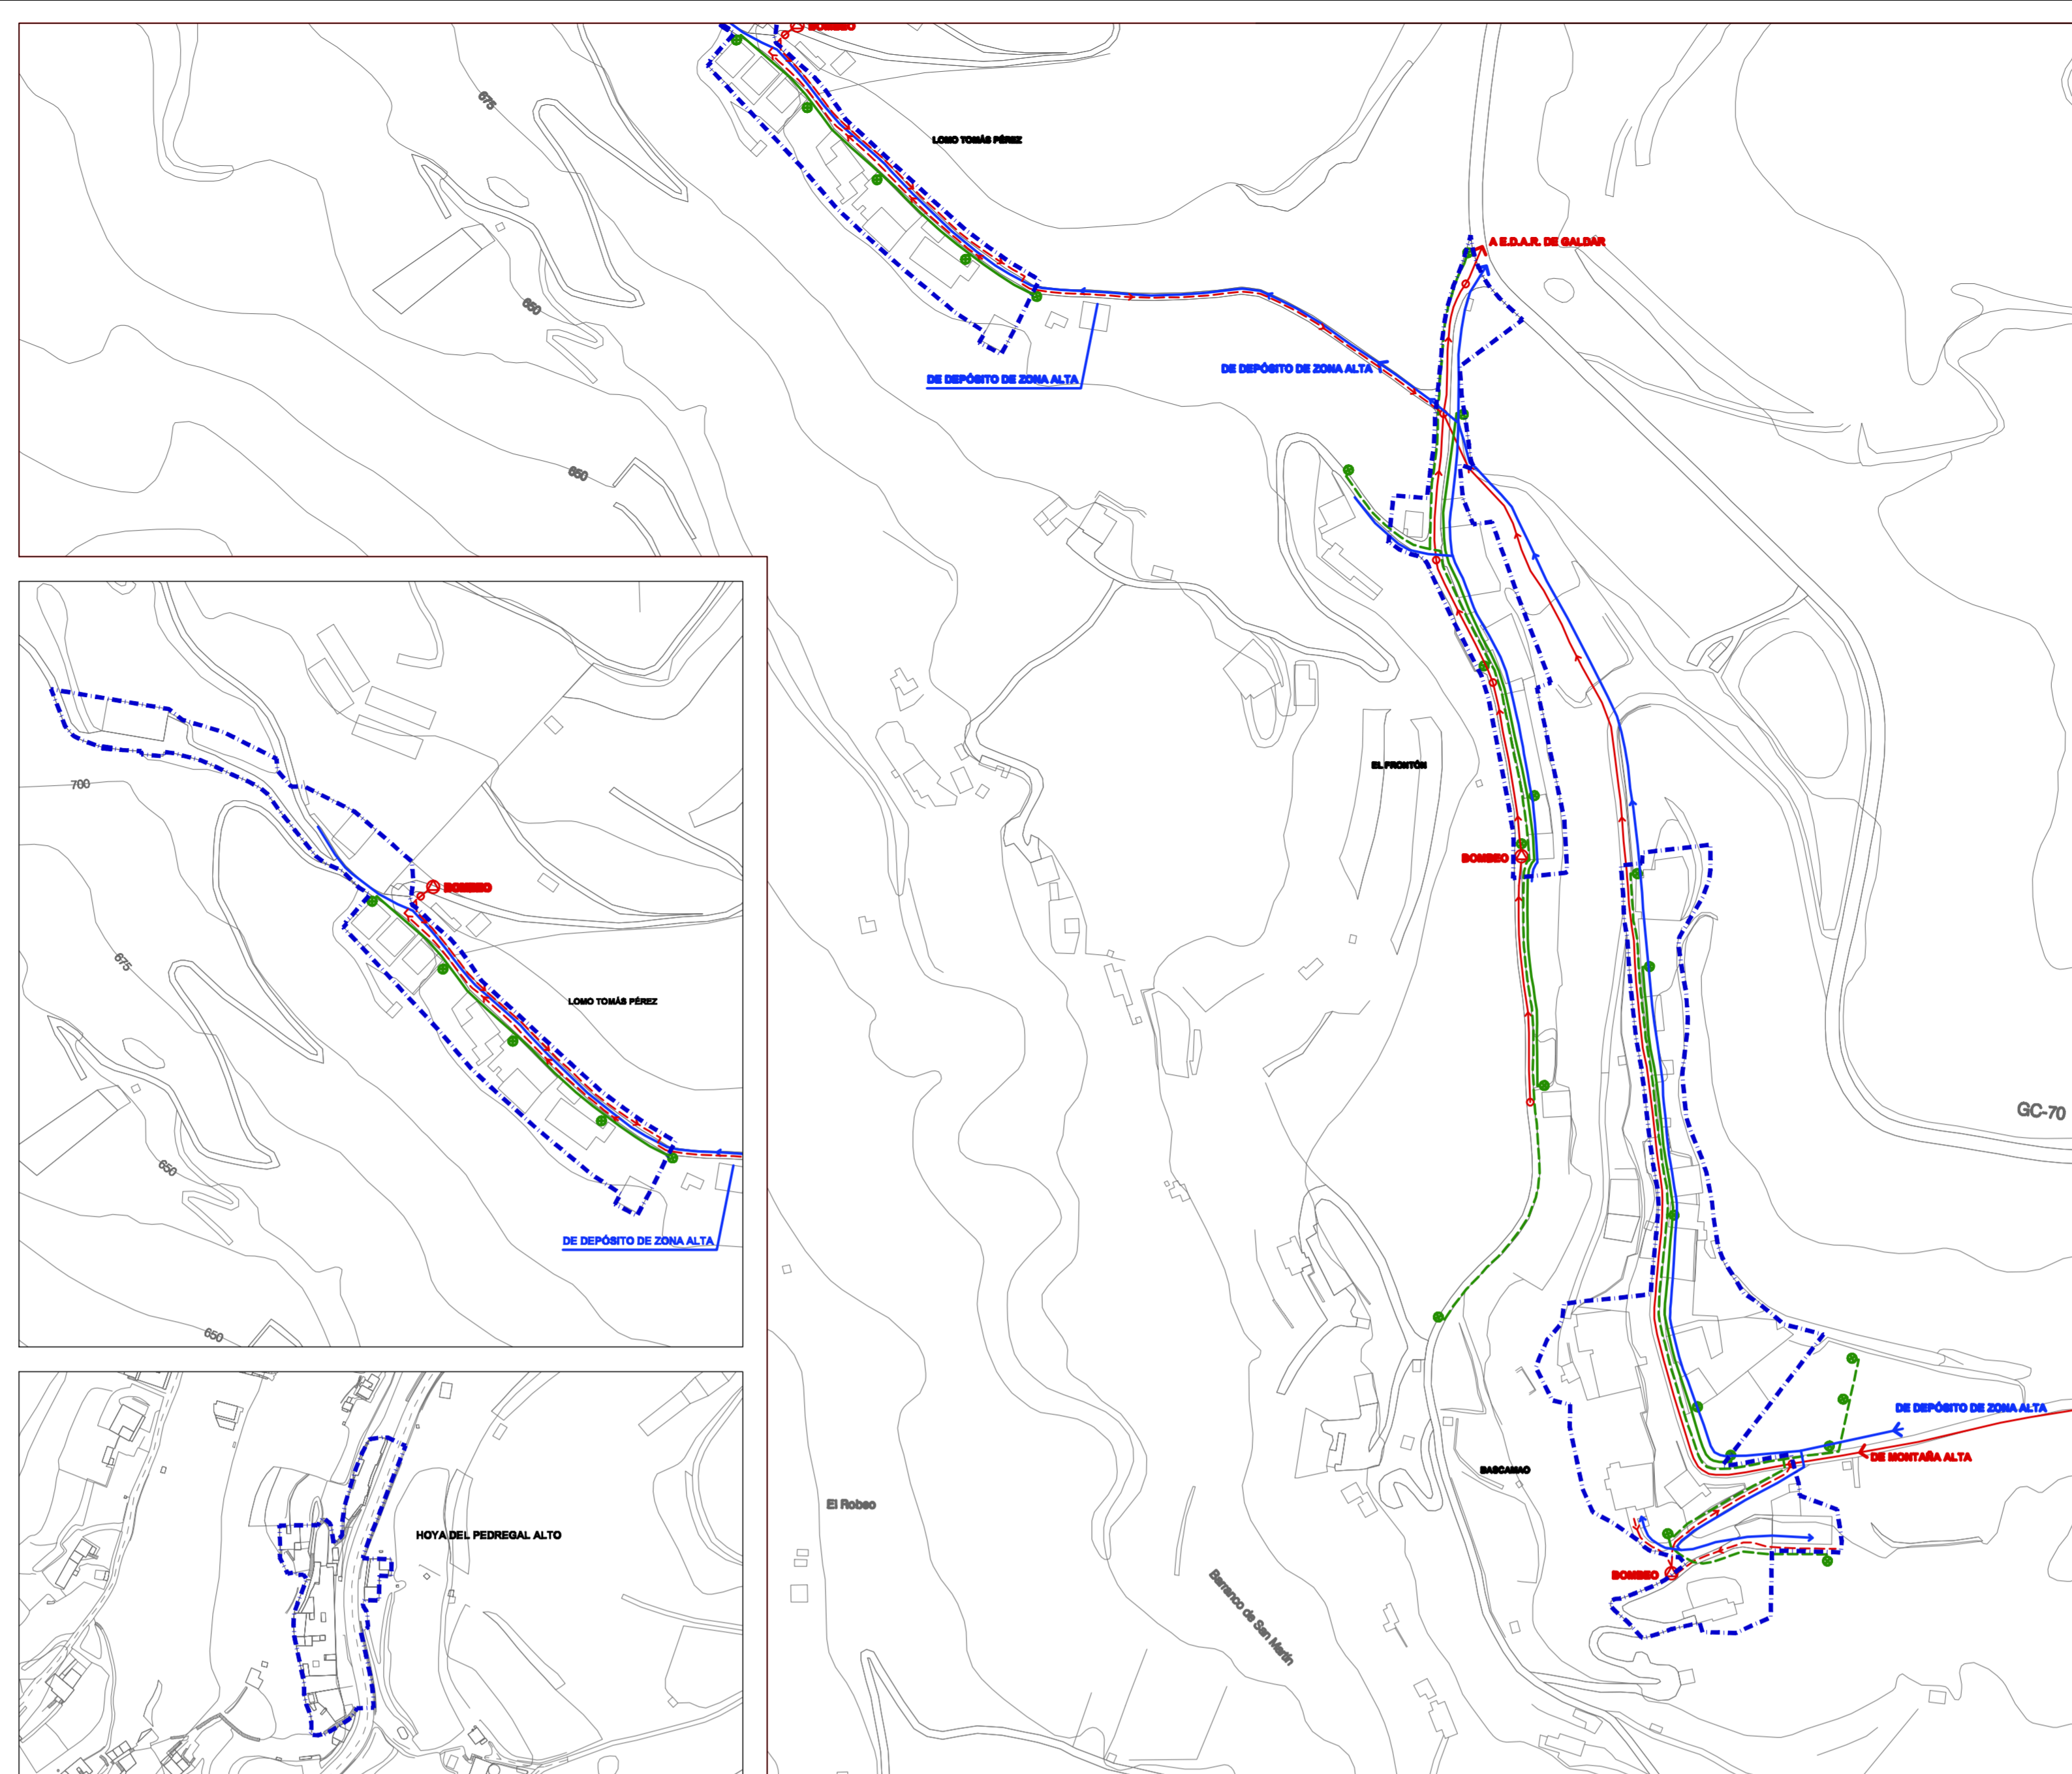 BOMBEO
675
LOMO TOMÁS PÉREZ
A E.D.A.R. DE GALDAR
650
DE DEPÓSITO DE ZONA ALTA
DE DEPÓSITO DE ZONA ALTA
650
EL FRONTÓN
BOMBEO
GC-70
DE DEPÓSITO DE ZONA ALTA
DE MONTAÑA ALTA
BASCAMAO
El Robso
BOMBEO
Barranco de San Martín
700
BOMBEO
675
LOMO TOMÁS PÉREZ
650
DE DEPÓSITO DE ZONA ALTA
650
HOYA DEL PEDREGAL ALTO